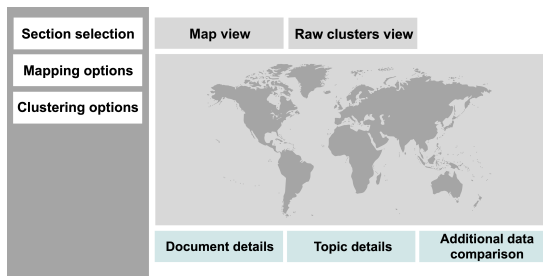 Section selection
Mapping options
Clustering options
Map view
Raw clusters view
Document details
Topic details
Additional data
comparison